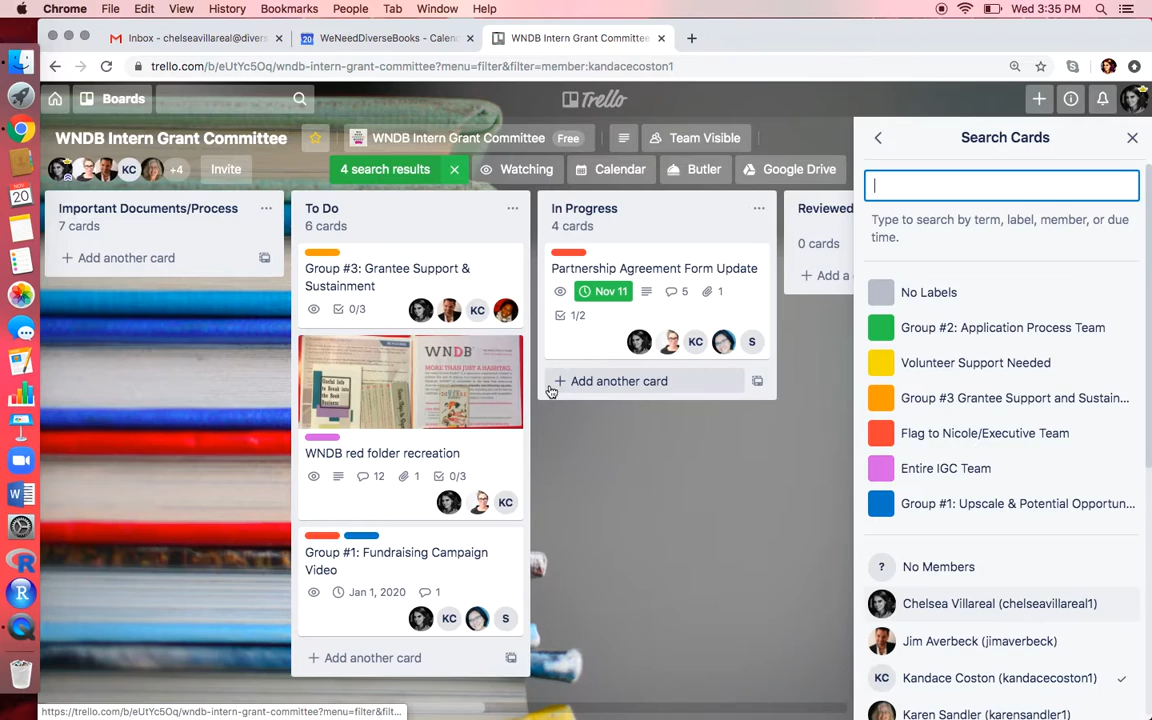 Chrome File Edit View History Bookmarks People Tab Window Help Wed 3:35 PM
Inbox - chelseavillareal@divers
WeNeedDiverseBooks - Calen
WNDB Intern Grant Committee
trello.com/b/eUtYc5Oq/wndb-intern-grant-committee?menu=filter&filter=member:kandacecoston1
Boards
Trello
WNDB Intern Grant Committee
WNDB Intern Grant Committee Free
Team Visible
KC +4 Invite
4 search results
Watching
Calendar
Butler
Google Drive
Important Documents/Process
7 cards
+ Add another card
To Do
6 cards
Group #3: Grantee Support &
Sustainment
0/3 KC
WNDB
MORE THAN JUST A HASHTAG.
WNDB red folder recreation
12 1 0/3
KC
Group #1: Fundraising Campaign
Video
Jan 1, 2020 1
KC S
+ Add another card
In Progress
4 cards
Partnership Agreement Form Update
Nov 11 5 1
1/2
KC S
+ Add another card
Reviewed
0 cards
+ Add a
Search Cards
Type to search by term, label, member, or due
time.
No Labels
Group #2: Application Process Team
Volunteer Support Needed
Group #3 Grantee Support and Sustain...
Flag to Nicole/Executive Team
Entire IGC Team
Group #1: Upscale & Potential Opportun...
? No Members
Chelsea Villareal (chelseavillareal1)
Jim Averbeck (jimaverbeck)
KC Kandace Coston (kandacecoston1)
Karen Sandler (karensandler1)
https://trello.com/b/eUtYc5Oq/wndb-intern-grant-committee?menu=filter&filt...